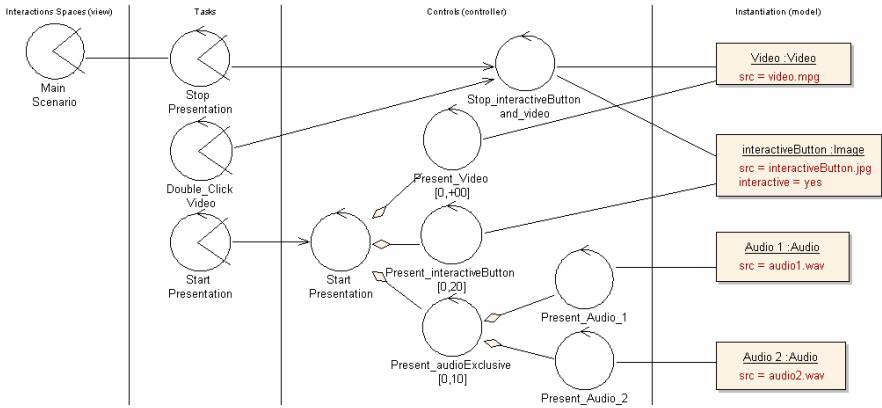 Interactions Spaces (view)
Tasks
Controls (controller)
Instantiation (model)
Main
Scenario
Stop
Presentation
Stop_interactiveButton
and_video
Video :Video
src = video.mpg
Double_Click
Video
Present_Video
[0,+00]
interactiveButton :Image
src = interactiveButton.jpg
interactive = yes
Start
Presentation
Start
Presentation
Present_interactiveButton
[0,20]
Audio 1 :Audio
src = audio1.wav
Present_Audio_1
Present_audioExclusive
[0,10]
Audio 2 :Audio
src = audio2.wav
Present_Audio_2